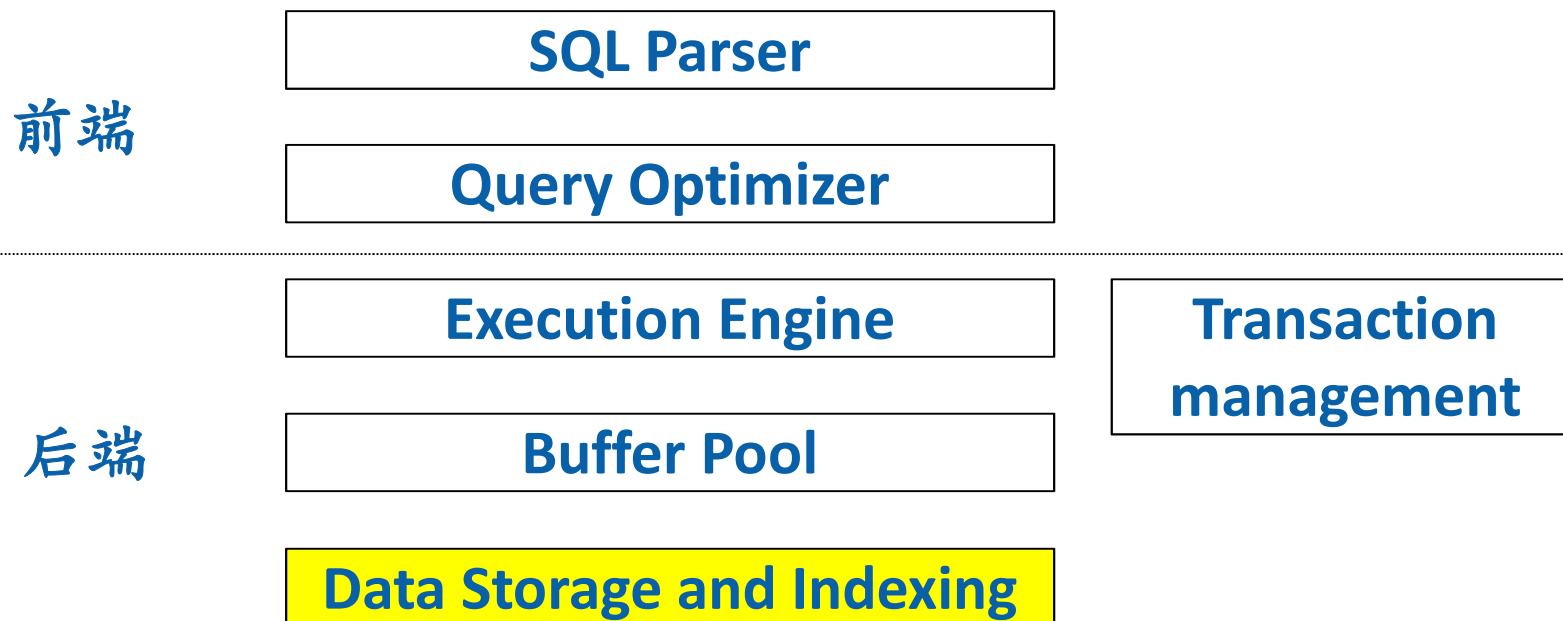 SQL Parser
前端
Query Optimizer
Execution Engine
Transaction
management
后端
Buffer Pool
Data Storage and Indexing